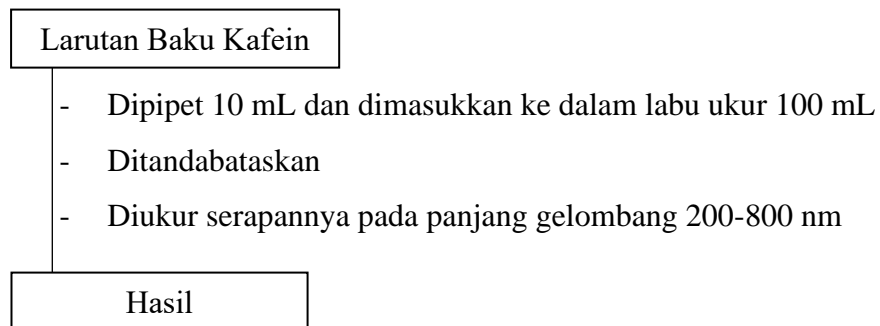 Larutan Baku Kafein
- Dipipet 10 mL dan dimasukkan ke dalam labu ukur 100 mL
- Ditandabataskan
- Diukur serapannya pada panjang gelombang 200-800 nm
Hasil